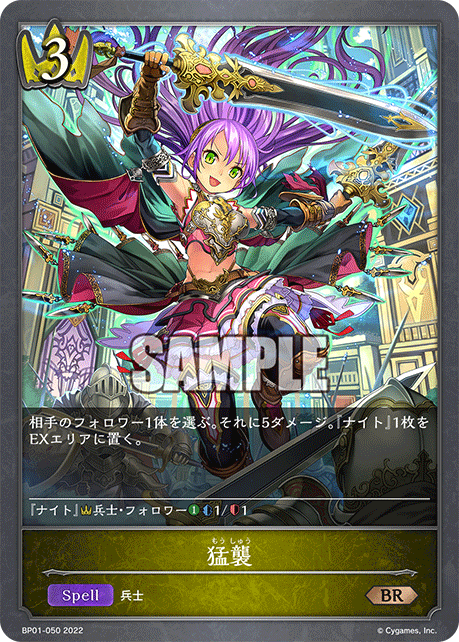 3
SAMPLE
相手のフォロワー1体を選ぶ。それに5ダメージ。『ナイト』1枚を
EXエリアに置く。
『ナイト』兵士・フォロワー 1 1/1
もうしゅう
猛襲
Spell 兵士
BR
BP01-050 2022
© Cygames, Inc.